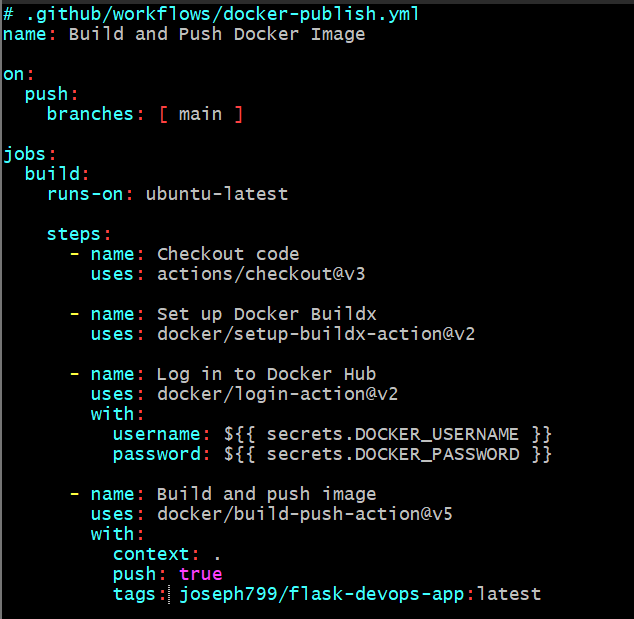 # .github/workflows/docker-publish.yml
name: Build and Push Docker Image

on:
  push:
    branches: [ main ]

jobs:
  build:
    runs-on: ubuntu-latest

    steps:
      - name: Checkout code
        uses: actions/checkout@v3

      - name: Set up Docker Buildx
        uses: docker/setup-buildx-action@v2

      - name: Log in to Docker Hub
        uses: docker/login-action@v2
        with:
          username: ${{ secrets.DOCKER_USERNAME }}
          password: ${{ secrets.DOCKER_PASSWORD }}

      - name: Build and push image
        uses: docker/build-push-action@v5
        with:
          context: .
          push: true
          tags: joseph799/flask-devops-app:latest